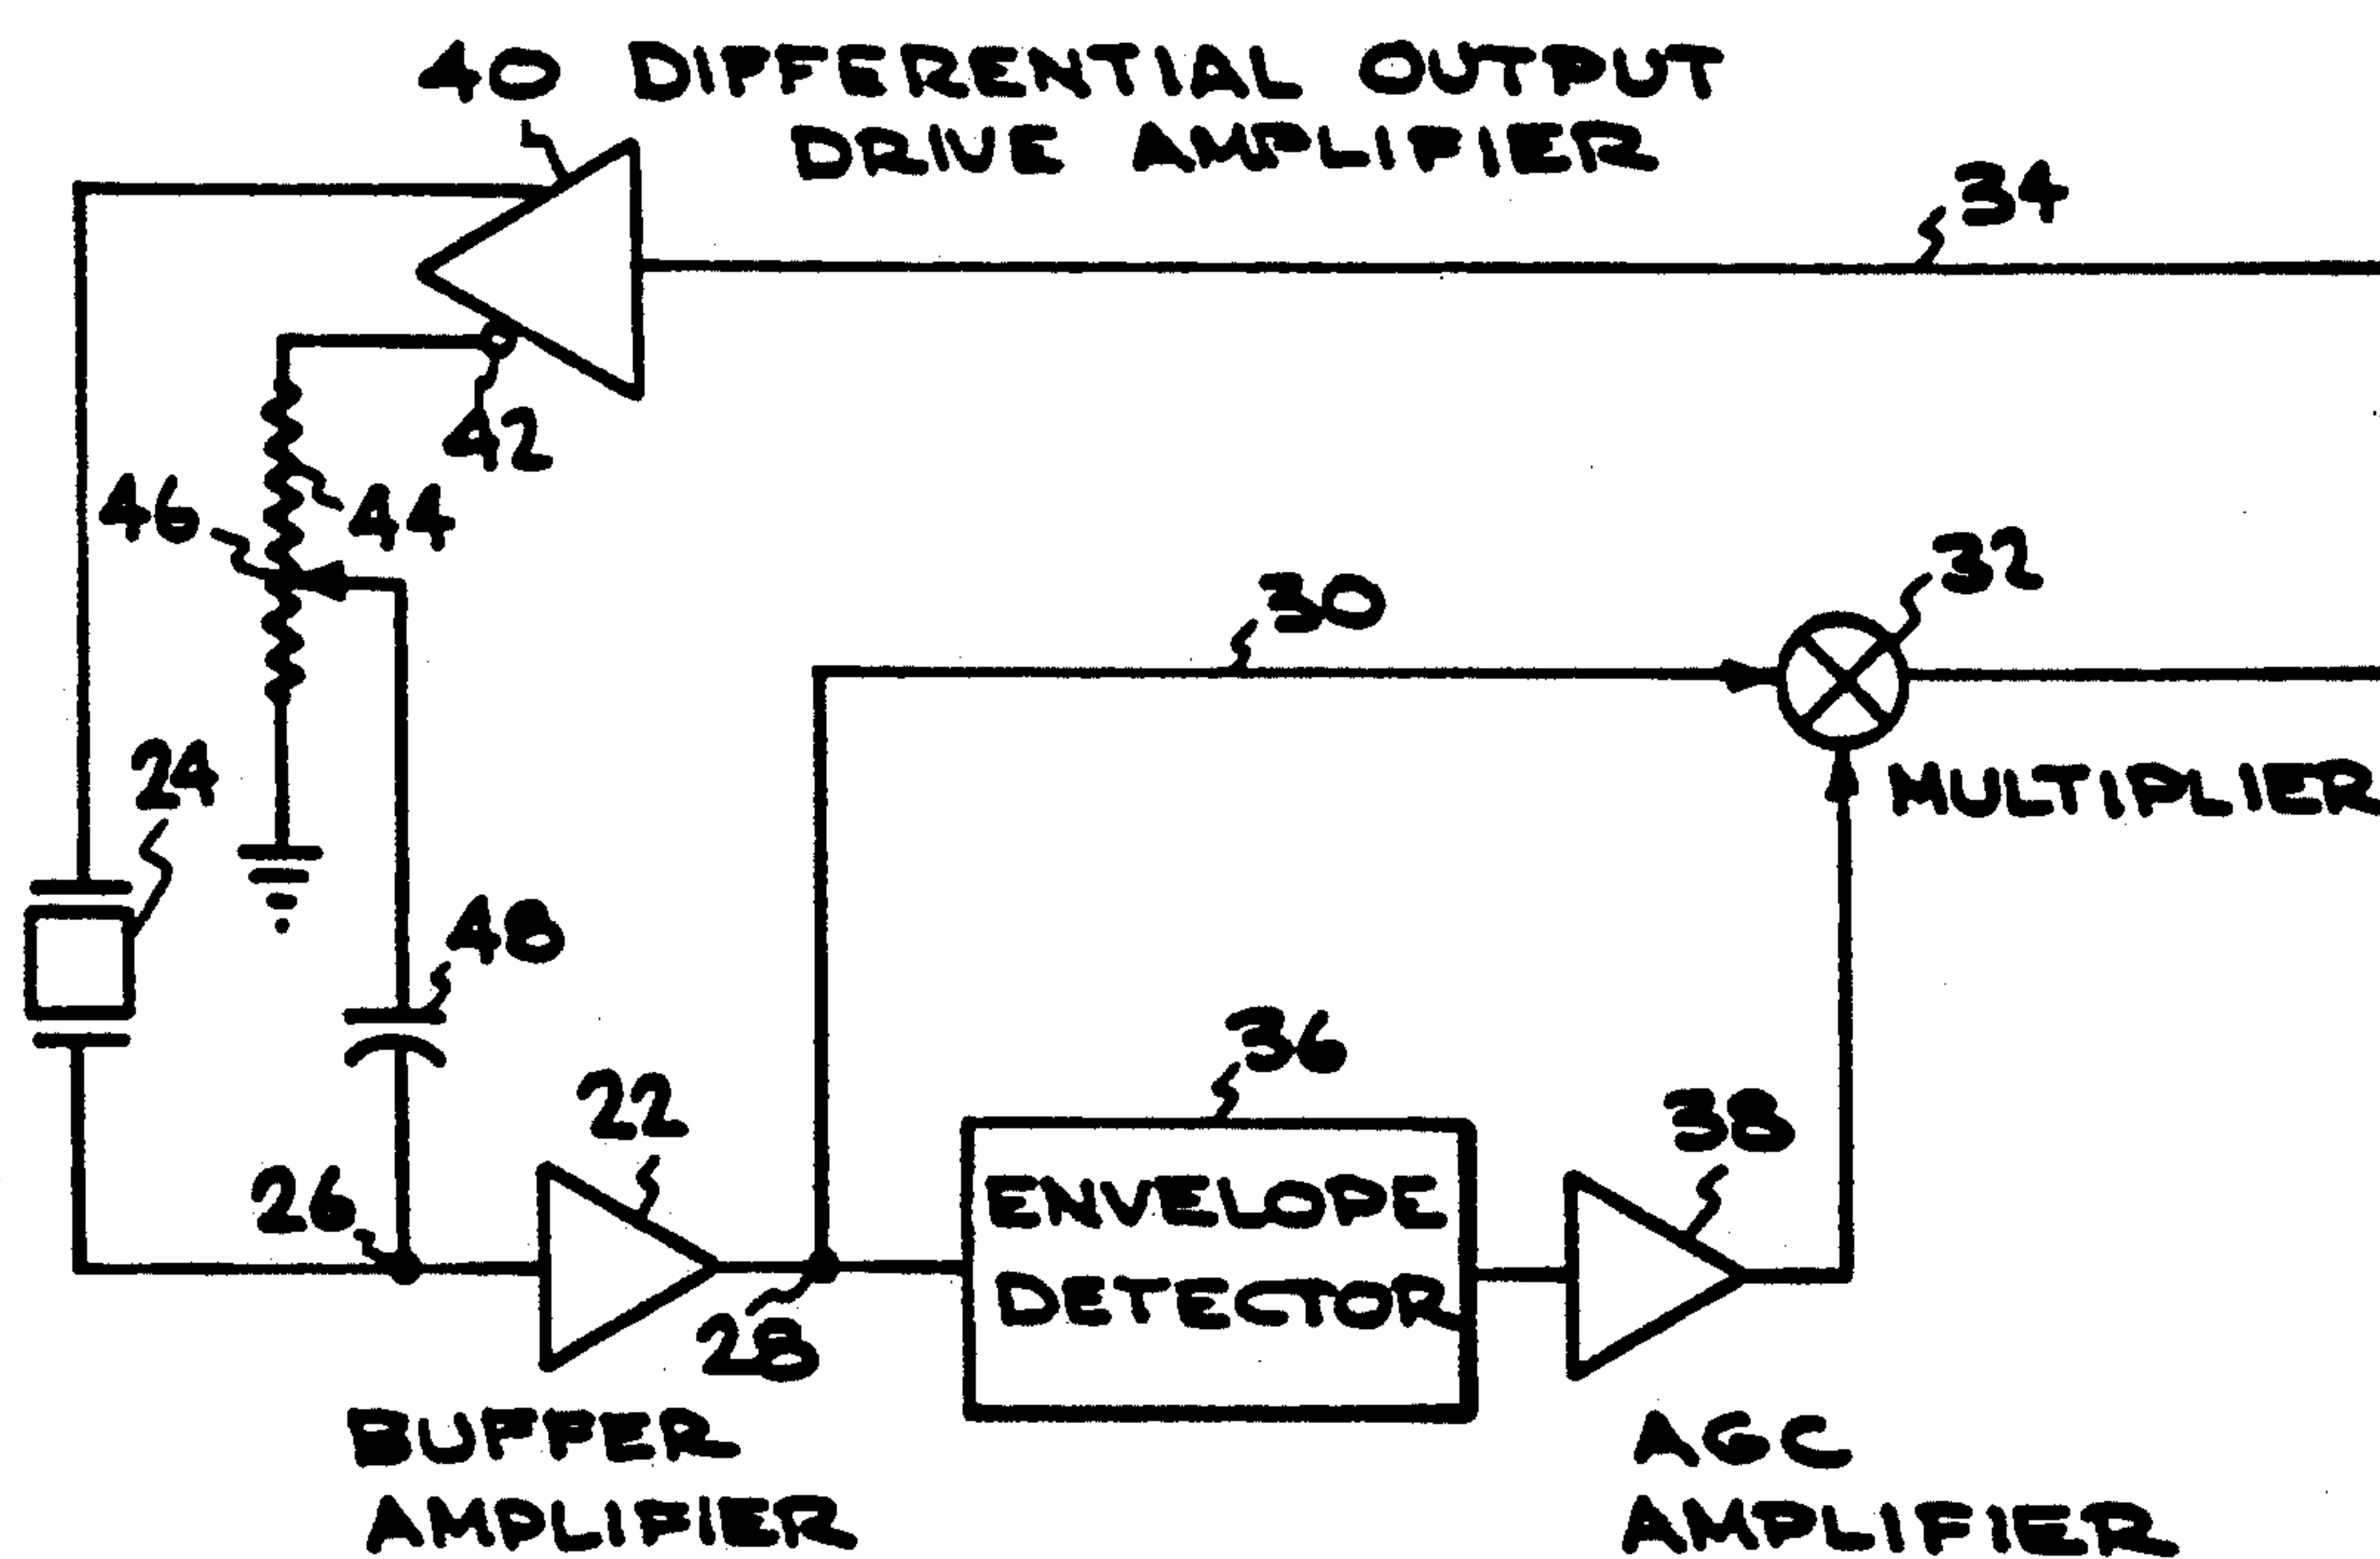 40 DIFFERENTIAL OUTPUT
DRIVE AMPLIFIER
34
42
46
44
32
30
24
MULTIPLIER
48
36
22
38
26
ENVELOPE
DETECTOR
28
BUFFER
AMPLIFIER
AGC
AMPLIFIER